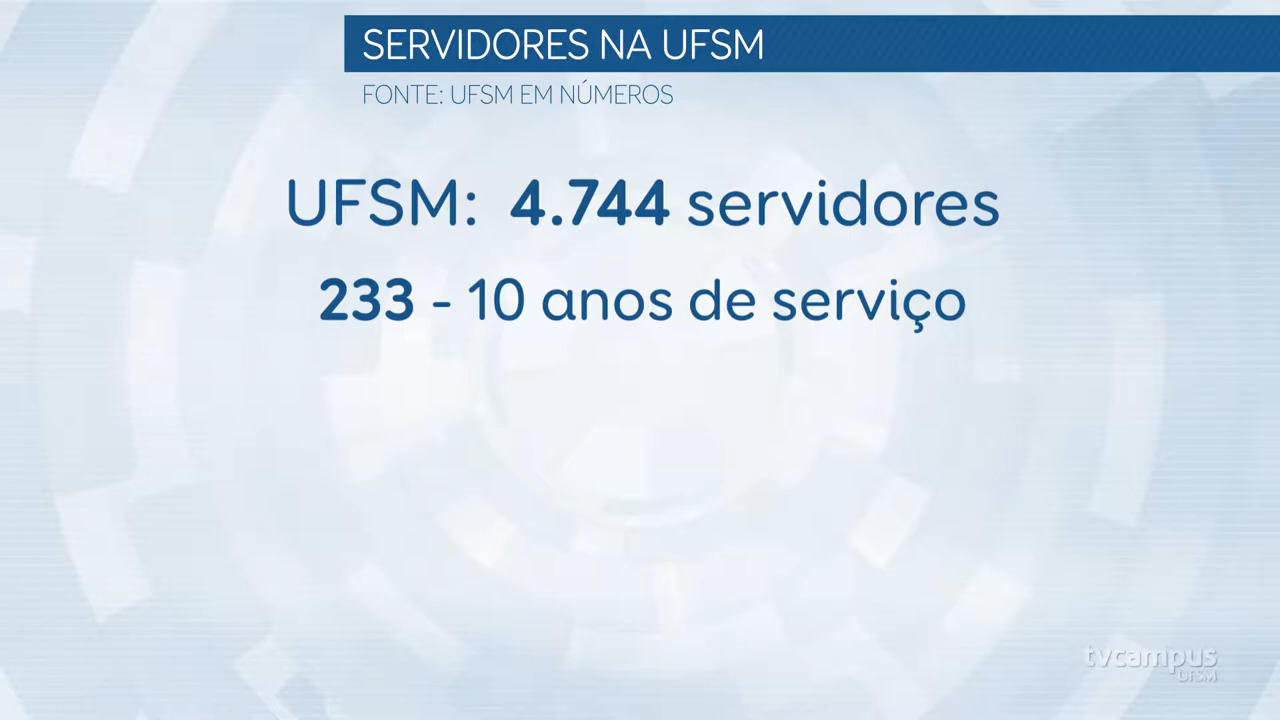 SERVIDORES NA UFSM
FONTE: UFSM EM NÚMEROS
UFSM: 4.744 servidores
233 - 10 anos de serviço
tvcampus
UFSM